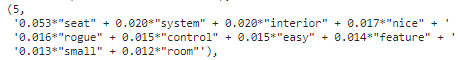 (5,
'0.053*"seat" + 0.020*"system" + 0.020*"interior" + 0.017*"nice" + '
'0.016*"rogue" + 0.015*"control" + 0.015*"easy" + 0.014*"feature" + '
'0.013*"small" + 0.012*"room"'),